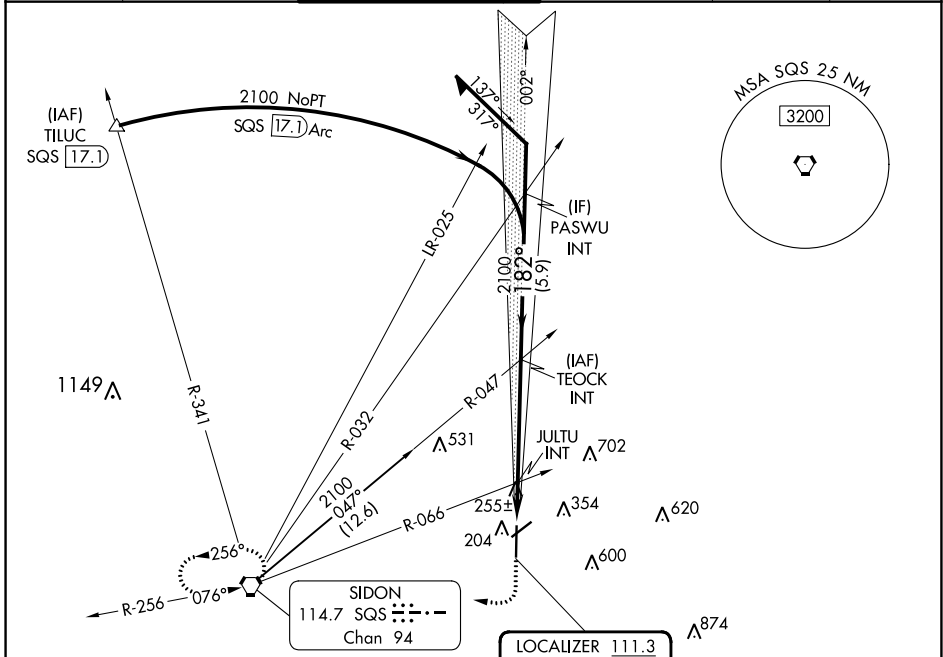 MSA SQS 25 NM
3200
(IAF)
TILUC
SQS 17.1
2100 NoPT
SQS 17.1 Arc
137°
317°
002°
(IF)
PASWU
INT
LR-025
2100
182°
(5.9)
(IAF)
TEOCK
INT
R-047
1149
R-341
R-032
531
JULTU
INT
702
2100
047°
(12.6)
R-066
255±
354
620
204
600
256°
R-256
076°
SIDON
114.7 SQS
Chan 94
874
LOCALIZER 111.3